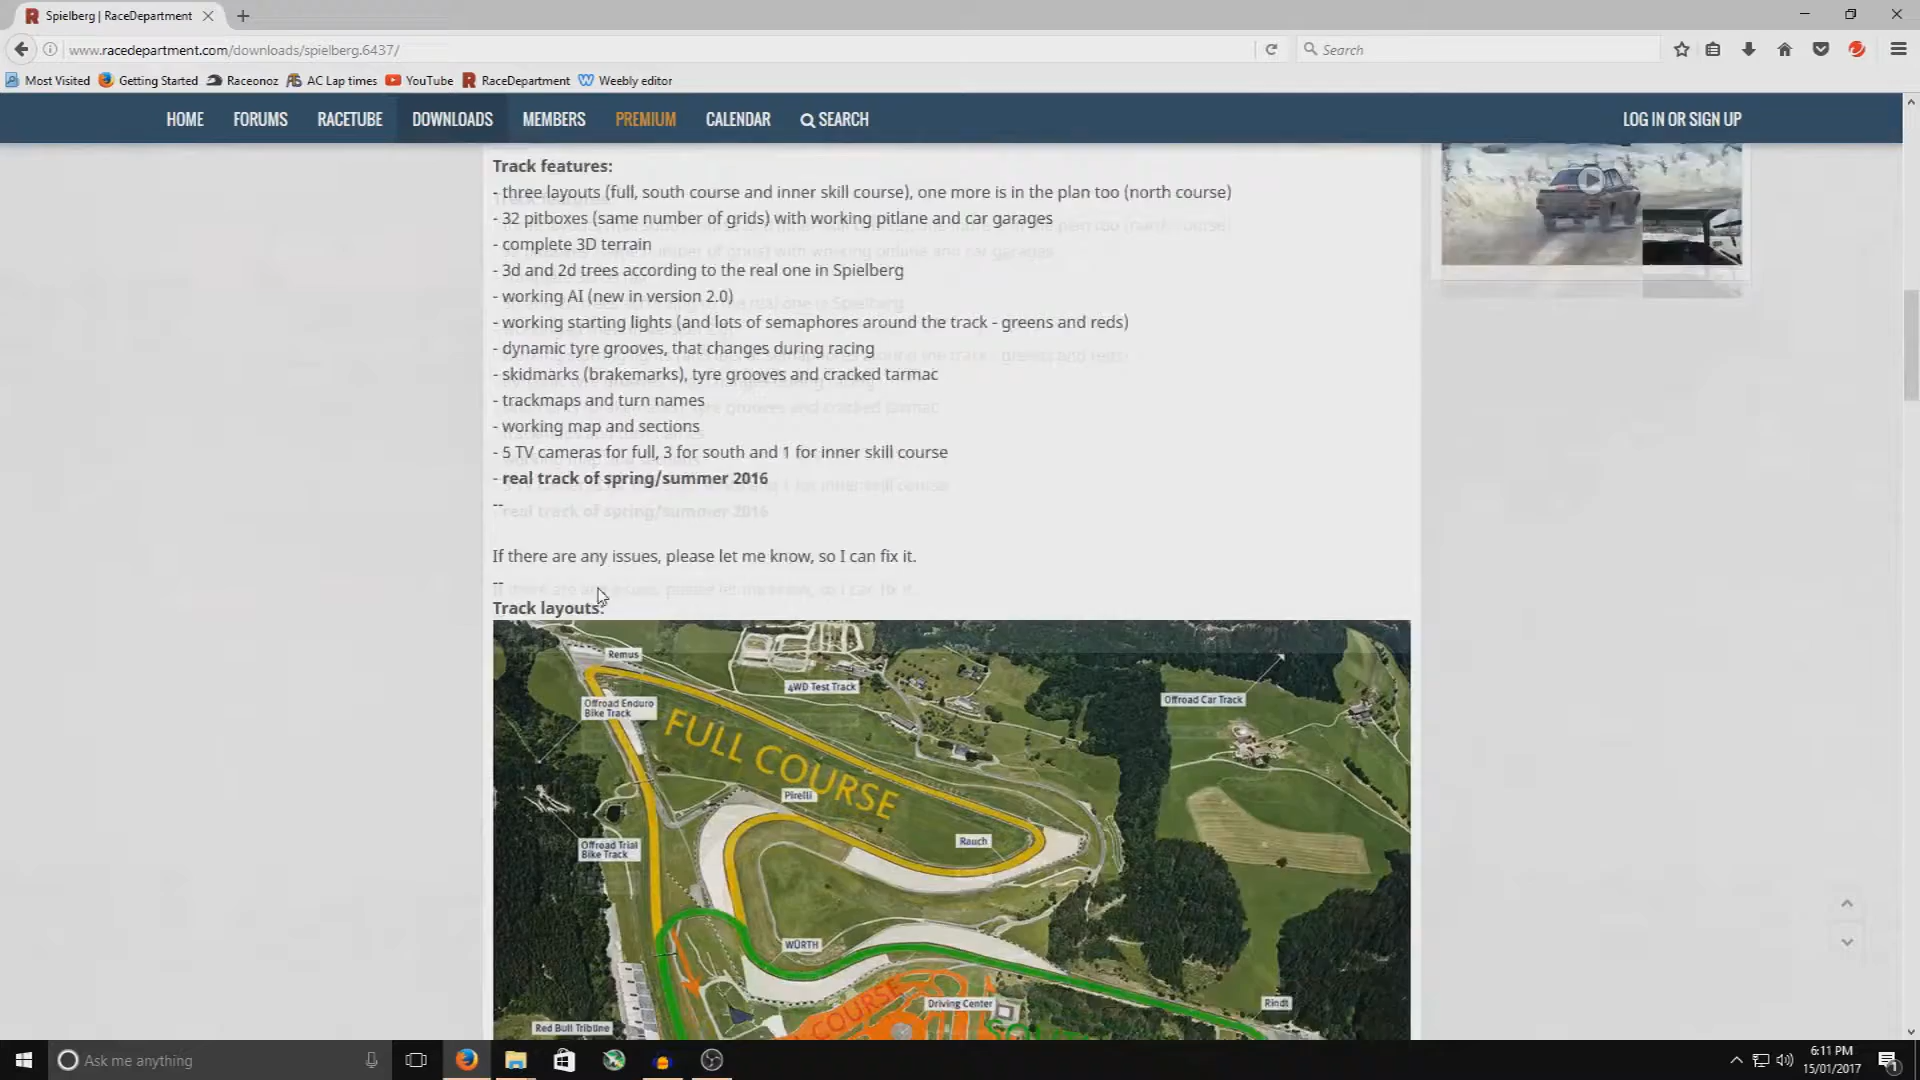 Spielberg | RaceDepartment
www.racedepartment.com/downloads/spielberg.6437/
Search
Most Visited Getting Started Raceonoz AC Lap times YouTube RaceDepartment Weebly editor
HOME FORUMS RACETUBE DOWNLOADS MEMBERS PREMIUM CALENDAR SEARCH LOG IN OR SIGN UP
Track features:
- three layouts (full, south course and inner skill course), one more is in the plan too (north course)
- 32 pitboxes (same number of grids) with working pitlane and car garages
- complete 3D terrain
- 3d and 2d trees according to the real one in Spielberg
- working AI (new in version 2.0)
- working starting lights (and lots of semaphores around the track - greens and reds)
- dynamic tyre grooves, that changes during racing
- skidmarks (brakemarks), tyre grooves and cracked tarmac
- trackmaps and turn names
- working map and sections
- 5 TV cameras for full, 3 for south and 1 for inner skill course
- real track of spring/summer 2016
--
If there are any issues, please let me know, so I can fix it.
--
Track layouts:
Remus
4WD Test Track
Offroad Car Track
Offroad Enduro
Bike Track
FULL COURSE
Pirelli
Rauch
Offroad Trial
Bike Track
WÜRTH
Driving Center
Rindt
COURSE
Red Bull Tribüne
Ask me anything
6:11 PM
15/01/2017
1